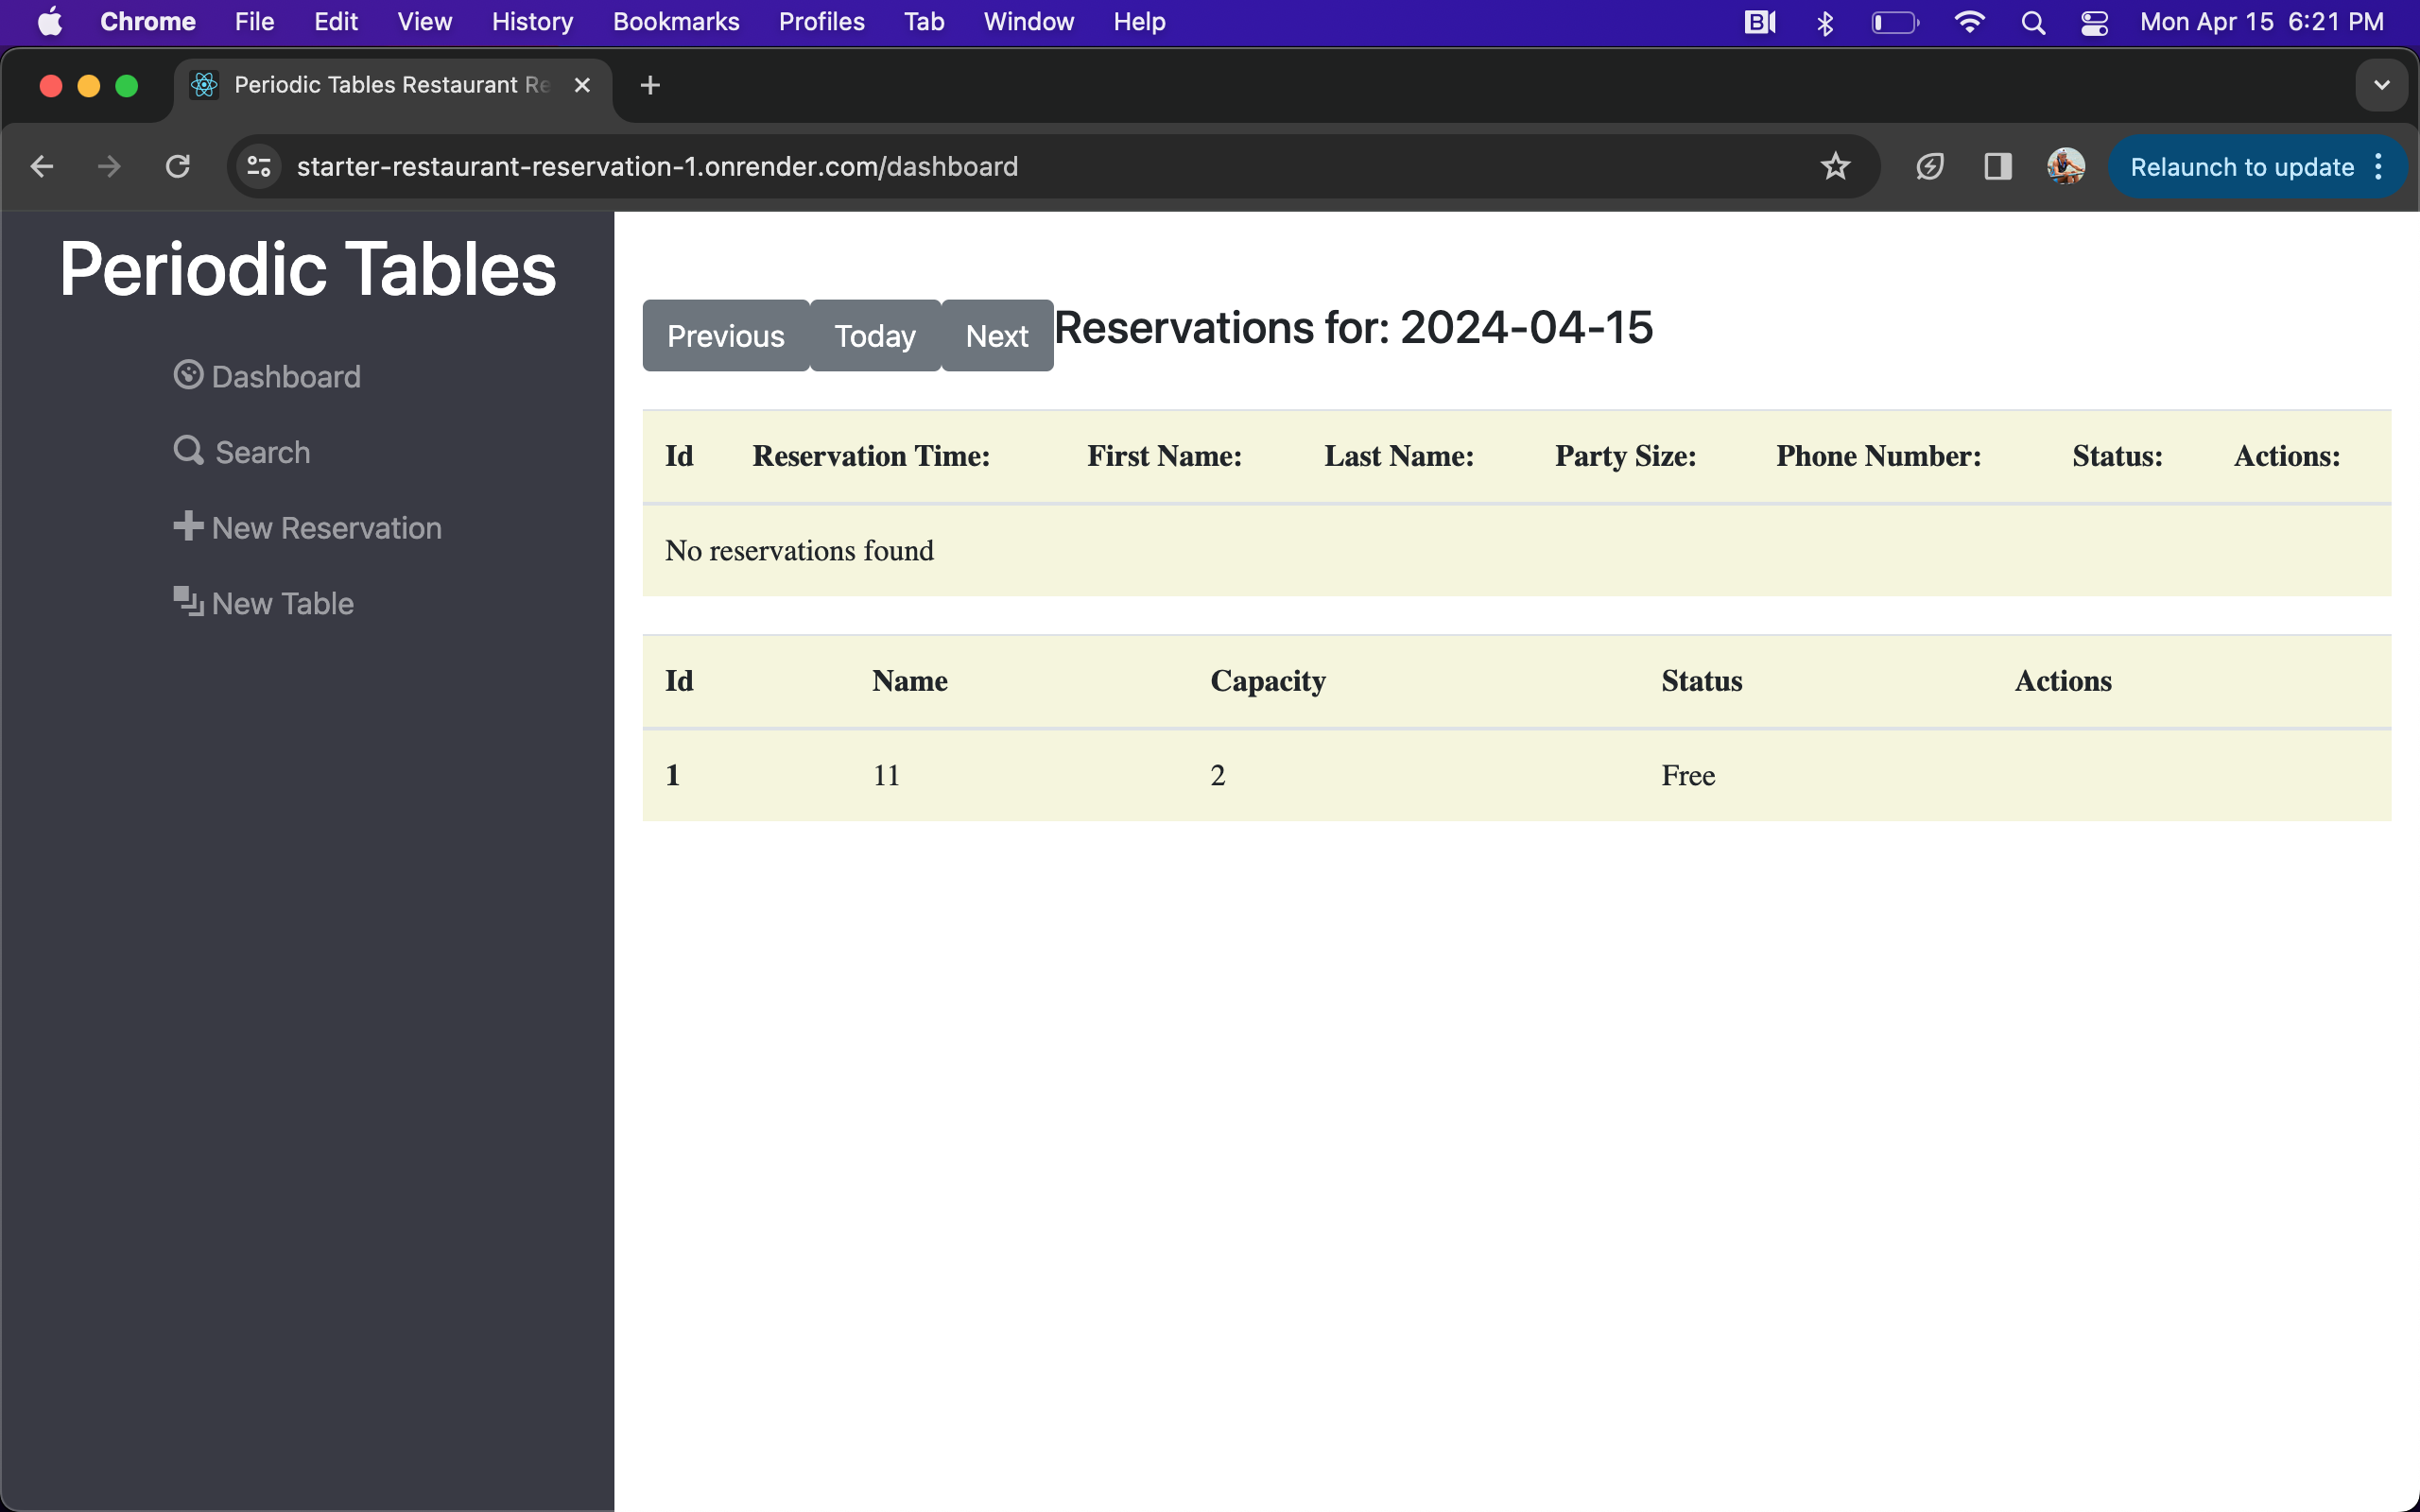 Chrome File Edit View History Bookmarks Profiles Tab Window Help Mon Apr 15 6:21 PM
Periodic Tables Restaurant Re
starter-restaurant-reservation-1.onrender.com/dashboard Relaunch to update
Periodic Tables
Dashboard
Search
New Reservation
New Table
Previous Today Next Reservations for: 2024-04-15
Id Reservation Time: First Name: Last Name: Party Size: Phone Number: Status: Actions:
No reservations found
Id Name Capacity Status Actions
1 11 2 Free